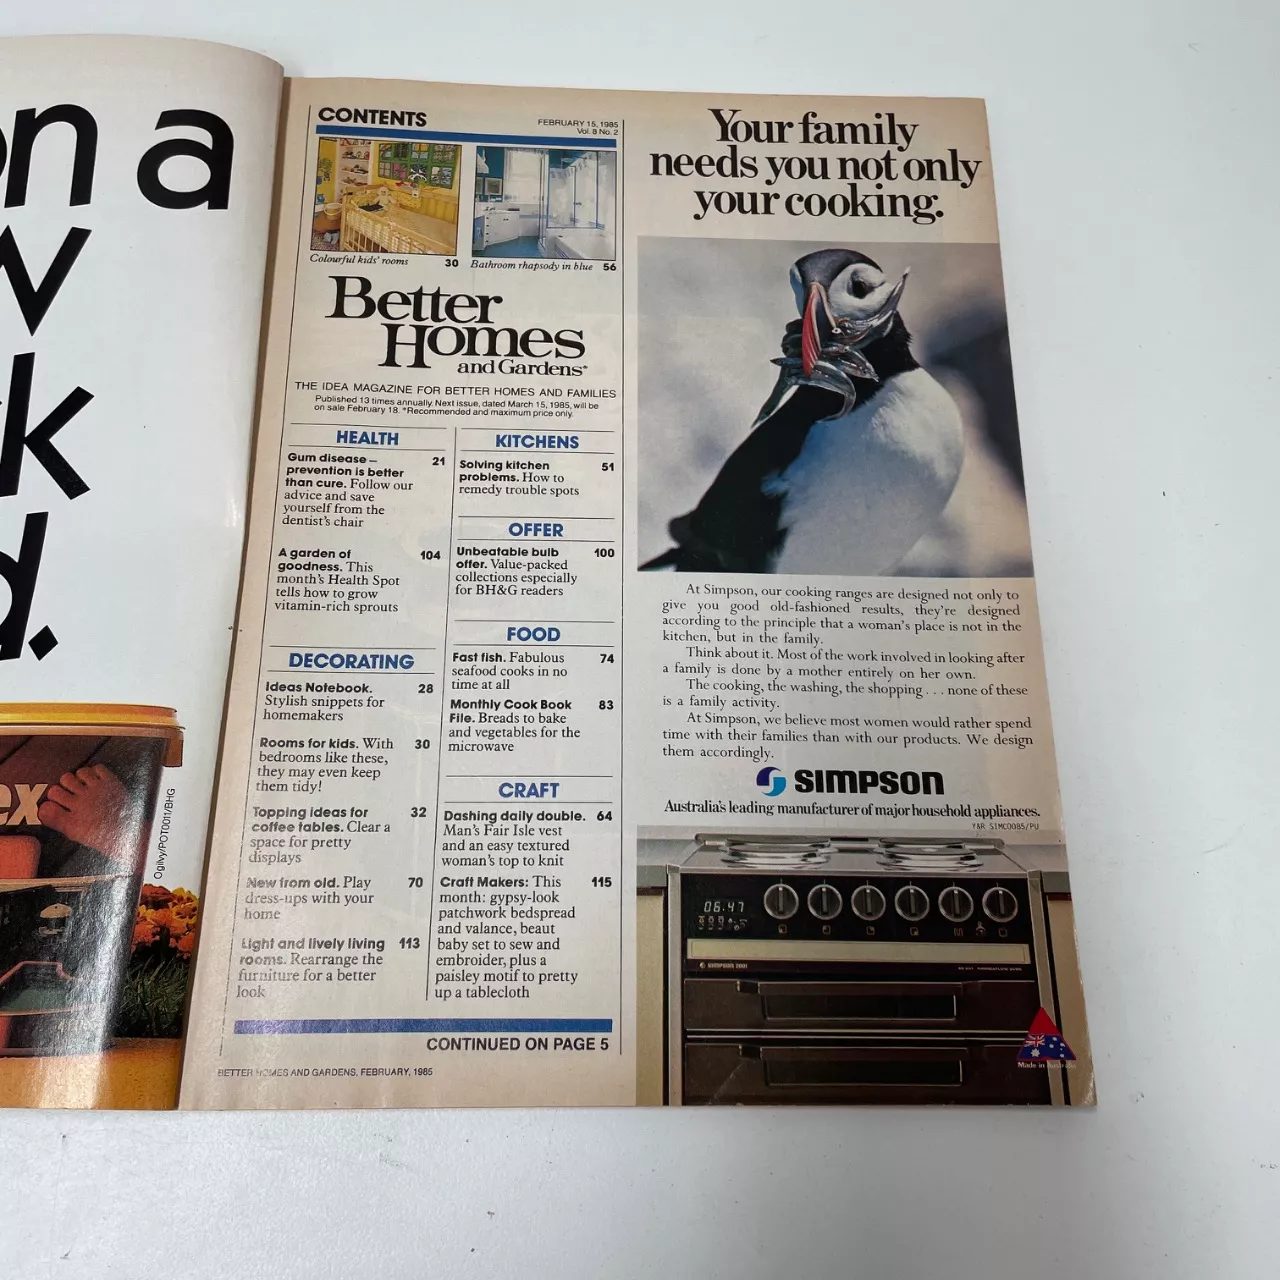 on a
w
k
d.
ex
Ogilvy/POT0011/BHG
CONTENTS
FEBRUARY 15, 1985
Vol. 8 No. 2
Colourful kids' rooms 30
Bathroom rhapsody in blue 56
Better
Homes
and Gardens*
THE IDEA MAGAZINE FOR BETTER HOMES AND FAMILIES
Published 13 times annually. Next issue, dated March 15, 1985, will be
on sale February 18. *Recommended and maximum price only.
HEALTH
Gum disease – 21
prevention is better
than cure. Follow our
advice and save
yourself from the
dentist's chair
A garden of 104
goodness. This
month's Health Spot
tells how to grow
vitamin-rich sprouts
DECORATING
Ideas Notebook. 28
Stylish snippets for
homemakers
Rooms for kids. With 30
bedrooms like these,
they may even keep
them tidy!
Topping ideas for 32
coffee tables. Clear a
space for pretty
displays
New from old. Play 70
dress-ups with your
home
Light and lively living 113
rooms. Rearrange the
furniture for a better
look
KITCHENS
Solving kitchen 51
problems. How to
remedy trouble spots
OFFER
Unbeatable bulb 100
offer. Value-packed
collections especially
for BH&G readers
FOOD
Fast fish. Fabulous 74
seafood cooks in no
time at all
Monthly Cook Book 83
File. Breads to bake
and vegetables for the
microwave
CRAFT
Dashing daily double. 64
Man's Fair Isle vest
and an easy textured
woman's top to knit
Craft Makers: This 115
month: gypsy-look
patchwork bedspread
and valance, beaut
baby set to sew and
embroider, plus a
paisley motif to pretty
up a tablecloth
CONTINUED ON PAGE 5
BETTER HOMES AND GARDENS, FEBRUARY, 1985
Your family
needs you not only
your cooking.
At Simpson, our cooking ranges are designed not only to
give you good old-fashioned results, they're designed
according to the principle that a woman's place is not in the
kitchen, but in the family.
Think about it. Most of the work involved in looking after
a family is done by a mother entirely on her own.
The cooking, the washing, the shopping . . . none of these
is a family activity.
At Simpson, we believe most women would rather spend
time with their families than with our products. We design
them accordingly.
SIMPSON
Australia's leading manufacturer of major household appliances.
Y&R SIMC0085/PU
06.47
SIMPSON 2001
Made in Australia